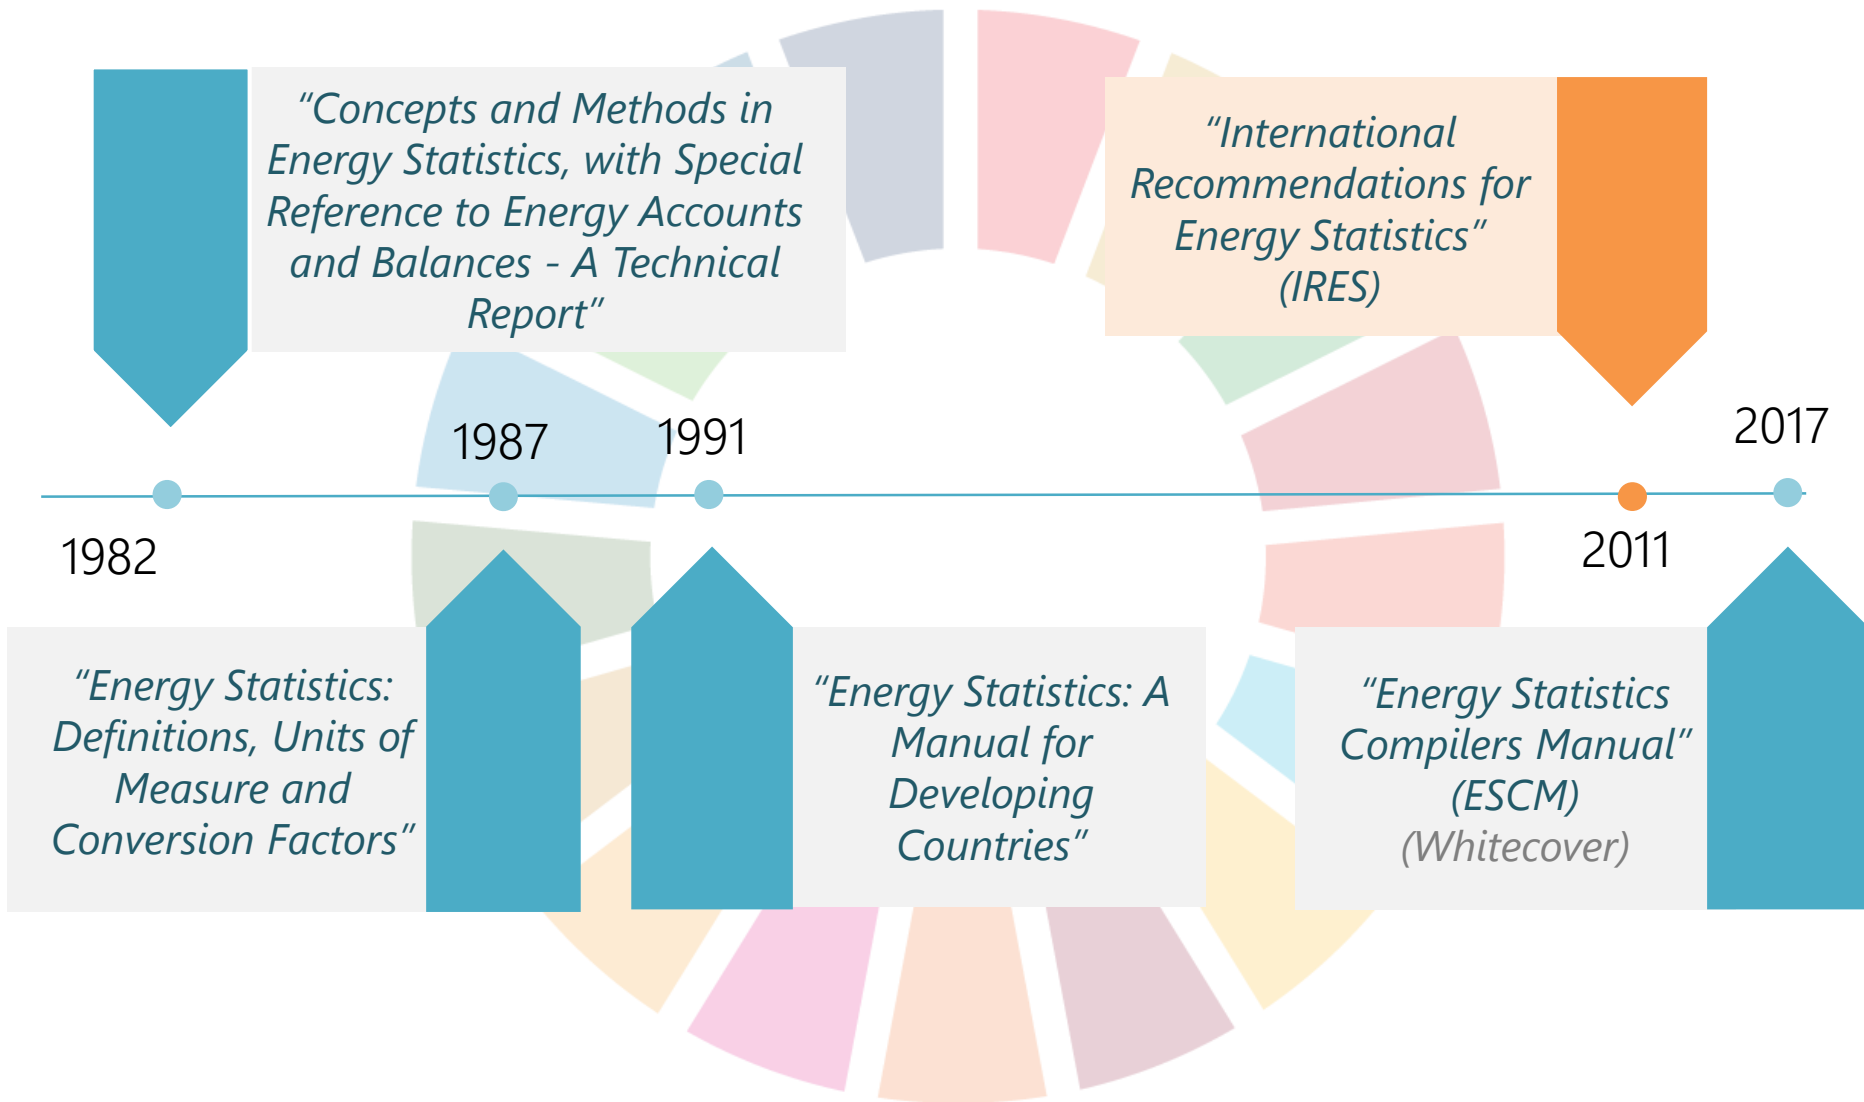 “Concepts and Methods in
Energy Statistics, with Special
Reference to Energy Accounts
and Balances - A Technical
Report”
“International
Recommendations for
Energy Statistics”
(IRES)
1982
1987
1991
2011
2017
“Energy Statistics:
Definitions, Units of
Measure and
Conversion Factors”
“Energy Statistics: A
Manual for
Developing
Countries”
“Energy Statistics
Compilers Manual”
(ESCM)
(Whitecover)